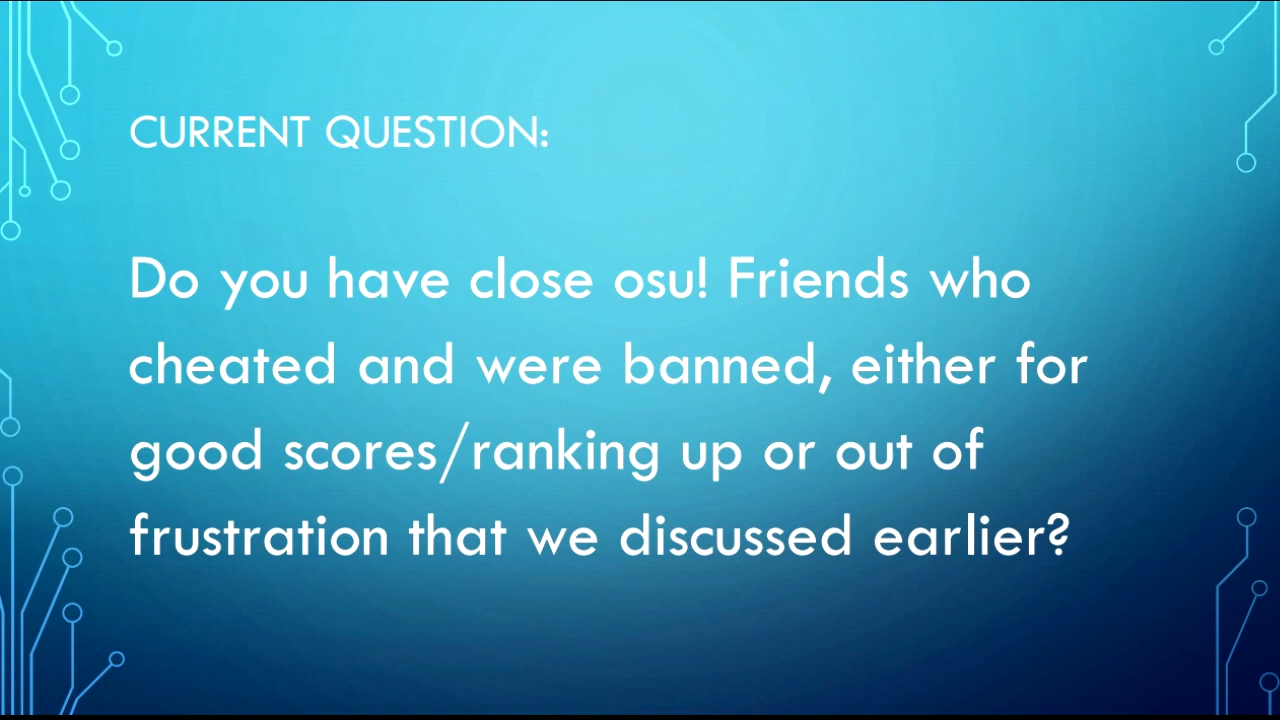 CURRENT QUESTION:
Do you have close osu! Friends who
cheated and were banned, either for
good scores/ranking up or out of
frustration that we discussed earlier?